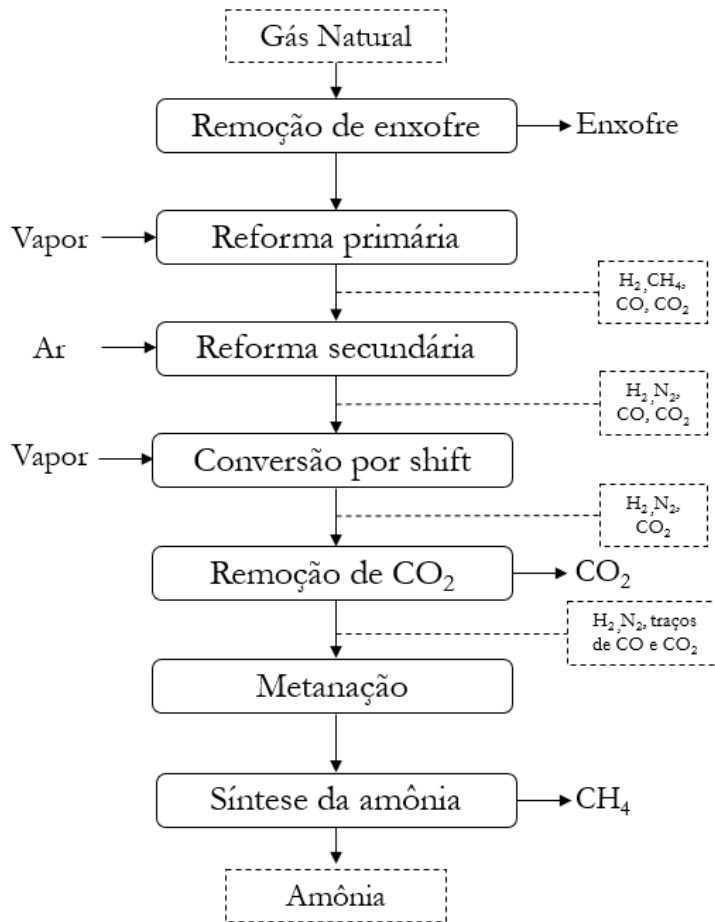 Gás Natural
Remoção de enxofre
Enxofre
Vapor
Reforma primária
H₂,CH₄,
CO, CO₂
Ar
Reforma secundária
H₂,N₂,
CO, CO₂
Vapor
Conversão por shift
H₂,N₂,
CO₂
Remoção de CO₂
CO₂
H₂,N₂, traços
de CO e CO₂
Metanação
Síntese da amônia
CH₄
Amônia